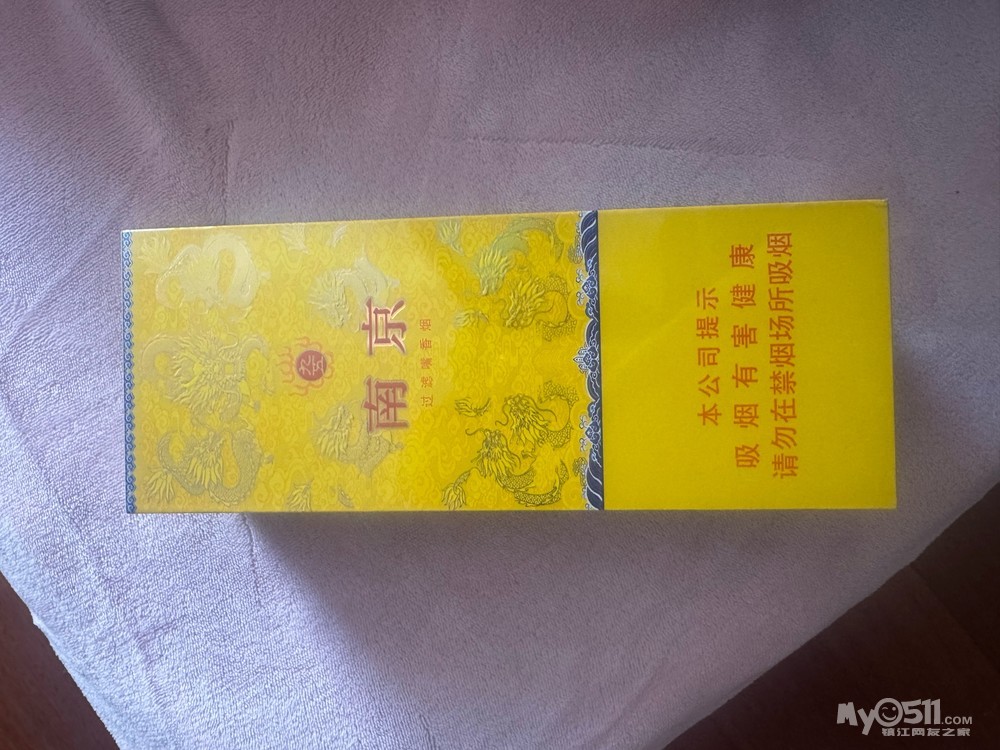 南京
过滤嘴香烟
本公司提示
吸烟有害健康
请勿在禁烟场所吸烟
MY0511.COM
镇江网友之家